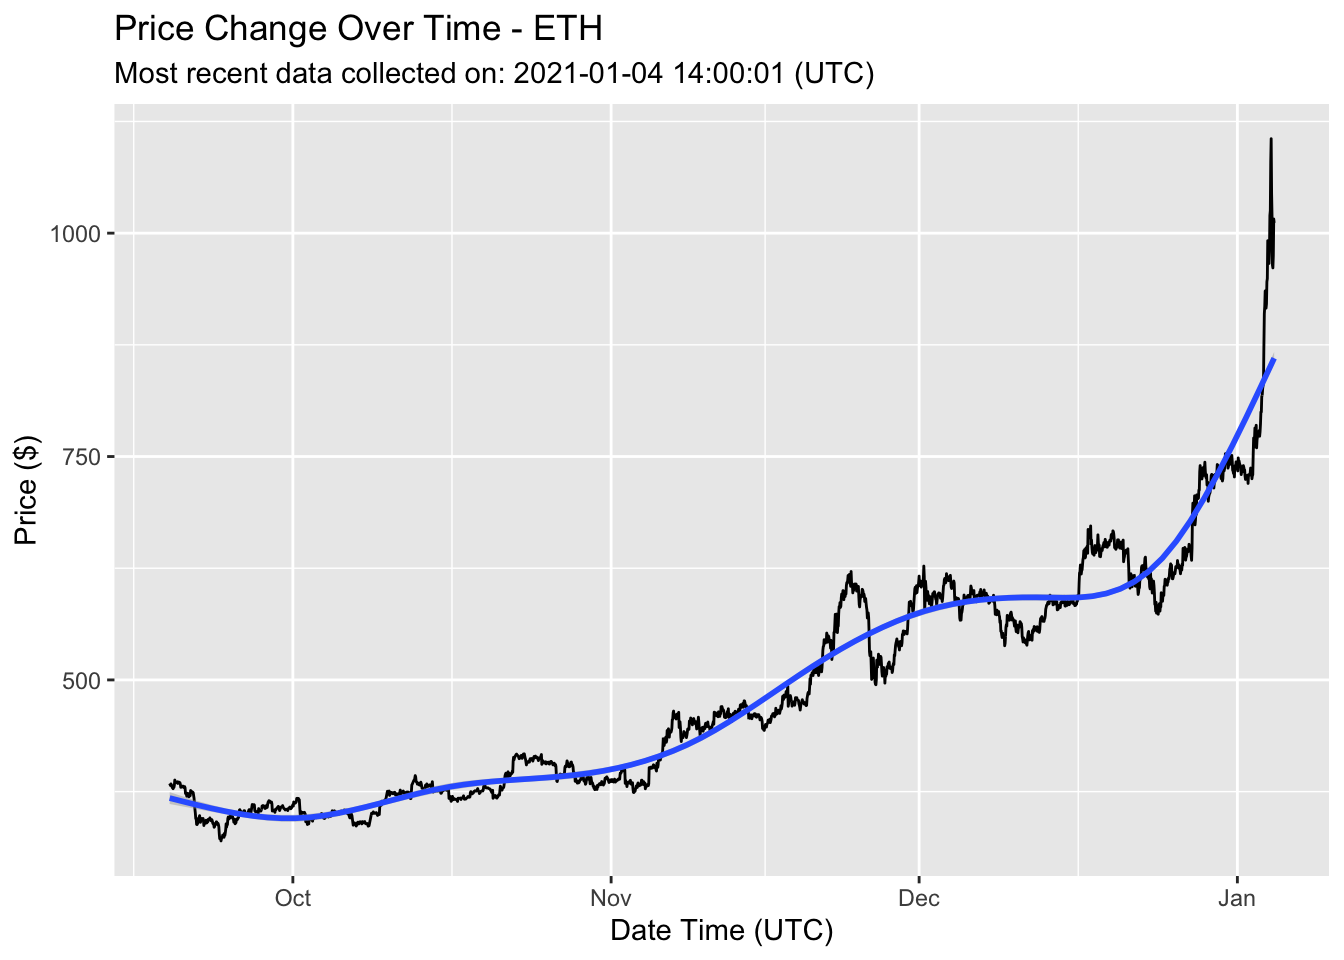 Price Change Over Time - ETH
Most recent data collected on: 2021-01-04 14:00:01 (UTC)
1000
750
500
Price ($)
Oct Nov Dec Jan
Date Time (UTC)